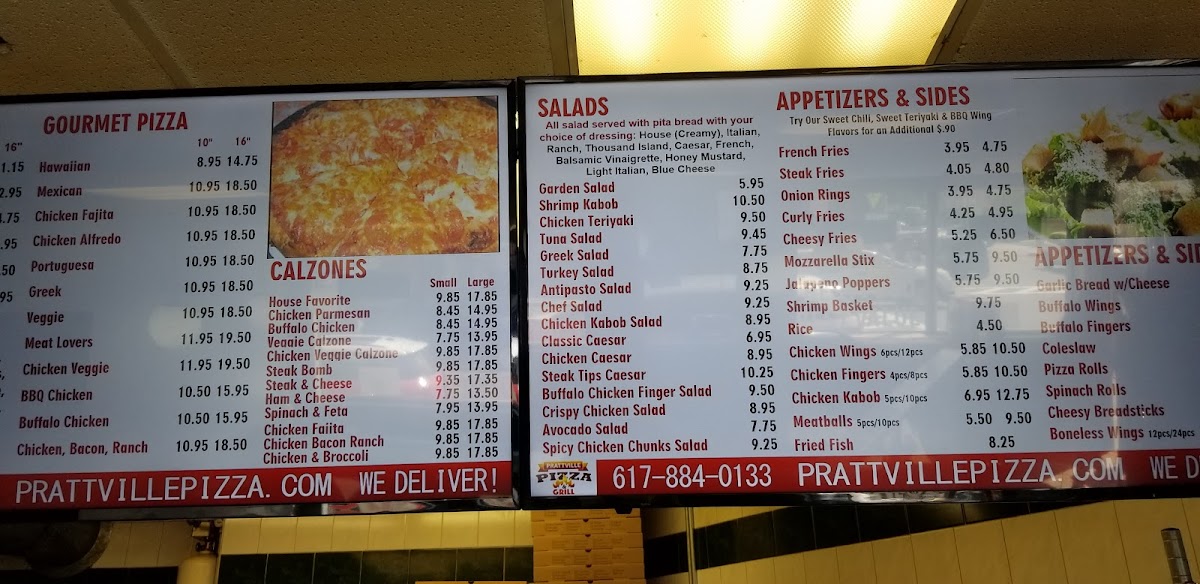 GOURMET PIZZA
16" 10" 16"
1.15 Hawaiian 8.95 14.75
2.95 Mexican 10.95 18.50
3.75 Chicken Fajita 10.95 18.50
.95 Chicken Alfredo 10.95 18.50
.50 Portuguesa 10.95 18.50
.95 Greek 10.95 18.50
Veggie 10.95 18.50
Meat Lovers 11.95 19.50
Chicken Veggie 11.95 19.50
BBQ Chicken 10.50 15.95
Buffalo Chicken 10.50 15.95
Chicken, Bacon, Ranch 10.95 18.50
CALZONES
Small Large
House Favorite 9.85 17.85
Chicken Parmesan 8.45 14.95
Buffalo Chicken 8.45 14.95
Veggie Calzone 7.75 13.95
Chicken Veggie Calzone 9.85 17.85
Steak Bomb 9.85 17.85
Steak & Cheese 9.35 17.35
Ham & Cheese 7.75 13.50
Spinach & Feta 7.95 13.95
Chicken Fajita 9.85 17.85
Chicken Bacon Ranch 9.85 17.85
Chicken & Broccoli 9.85 17.85
PRATTVILLEPIZZA.COM WE DELIVER!
SALADS
All salad served with pita bread with your
choice of dressing: House (Creamy), Italian,
Ranch, Thousand Island, Caesar, French,
Balsamic Vinaigrette, Honey Mustard,
Light Italian, Blue Cheese
Garden Salad 5.95
Shrimp Kabob 10.50
Chicken Teriyaki 9.50
Tuna Salad 9.45
Greek Salad 7.75
Turkey Salad 8.75
Antipasto Salad 9.25
Chef Salad 9.25
Chicken Kabob Salad 8.95
Classic Caesar 6.95
Chicken Caesar 8.95
Steak Tips Caesar 10.25
Buffalo Chicken Finger Salad 9.50
Crispy Chicken Salad 8.95
Avocado Salad 7.75
Spicy Chicken Chunks Salad 9.25
APPETIZERS & SIDES
Try Our Sweet Chili, Sweet Teriyaki & BBQ Wing
Flavors for an Additional $.90
French Fries 3.95 4.75
Steak Fries 4.05 4.80
Onion Rings 3.95 4.75
Curly Fries 4.25 4.95
Cheesy Fries 5.25 6.50
Mozzarella Stix 5.75 9.50
Jalapeno Poppers 5.75 9.50
Shrimp Basket 9.75
Rice 4.50
Chicken Wings 6pcs/12pcs 5.85 10.50
Chicken Fingers 4pcs/8pcs 5.85 10.50
Chicken Kabob 5pcs/10pcs 6.95 12.75
Meatballs 5pcs/10pcs 5.50 9.50
Fried Fish 8.25
APPETIZERS & SI
Garlic Bread w/Cheese
Buffalo Wings
Buffalo Fingers
Coleslaw
Pizza Rolls
Spinach Rolls
Cheesy Breadsticks
Boneless Wings 12pcs/24pcs
PRATTVILLE
PIZZA
& GRILL
617-884-0133 PRATTVILLEPIZZA.COM WE D